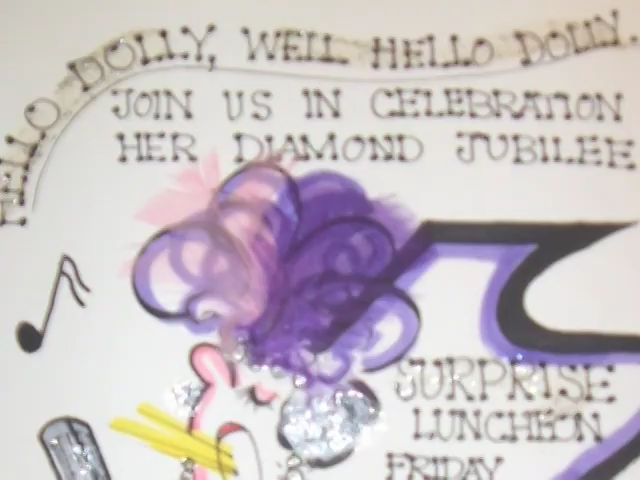 HELLO DOLLY, WELL HELLO DOLLY.
JOIN US IN CELEBRATION
HER DIAMOND JUBILEE
SURPRISE
LUNCHEON
FRIDAY